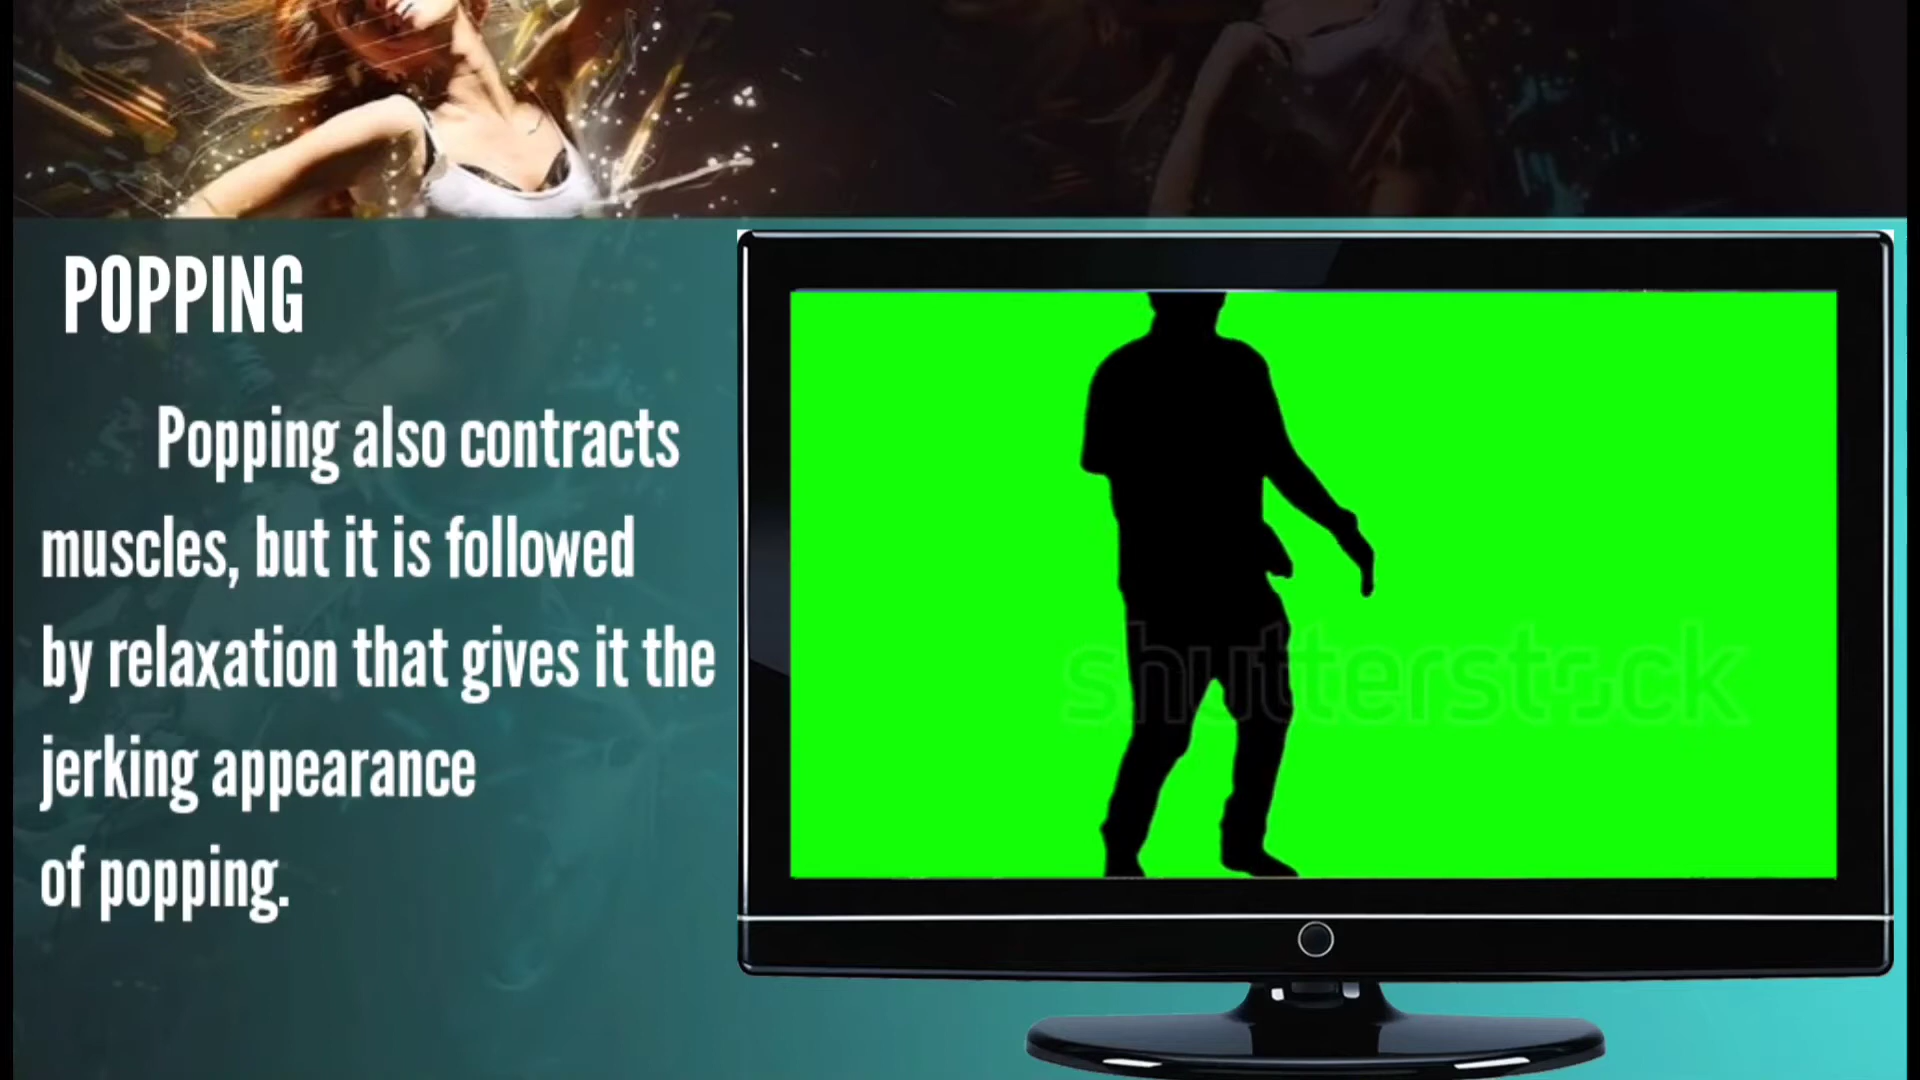 POPPING
Popping also contracts
muscles, but it is followed
by relaxation that gives it the
jerking appearance
of popping.
shutterstock